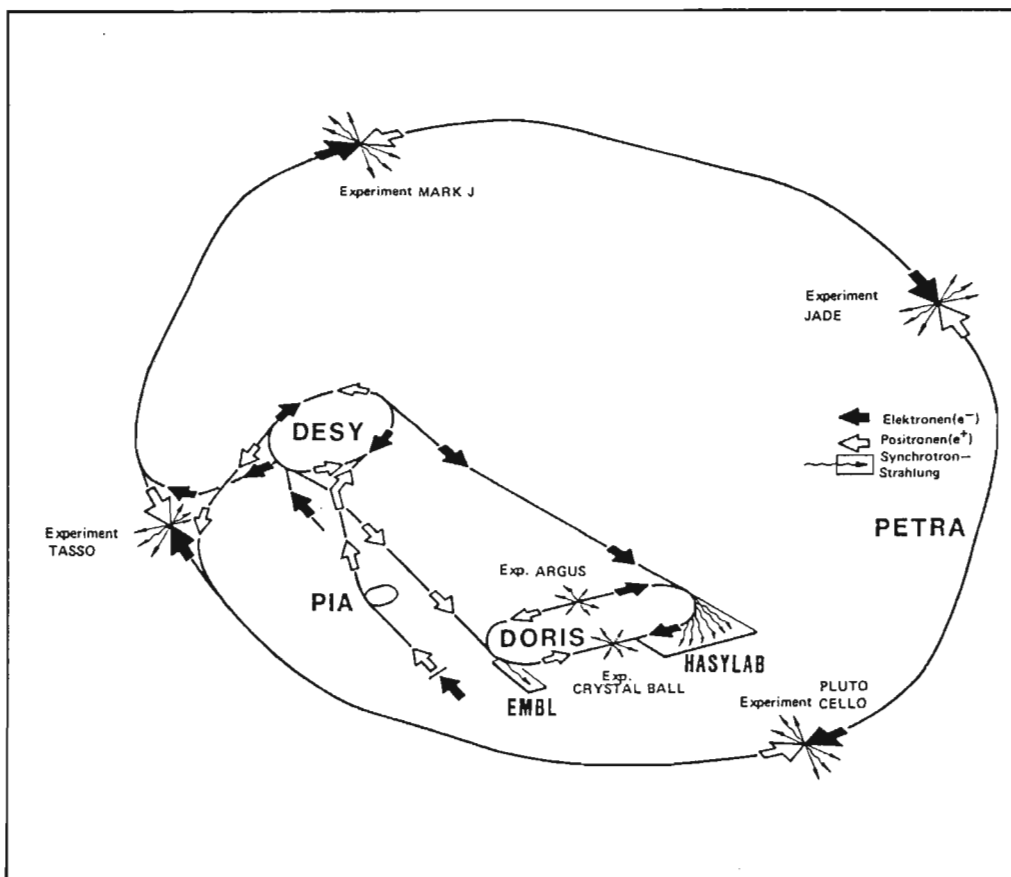 Experiment MARK J
Experiment
JADE
DESY
Elektronen(e⁻)
Positronen(e⁺)
Synchrotron–
Strahlung
PETRA
Experiment
TASSO
PIA
Exp. ARGUS
DORIS
HASYLAB
Exp.
CRYSTAL BALL
EMBL
PLUTO
Experiment CELLO